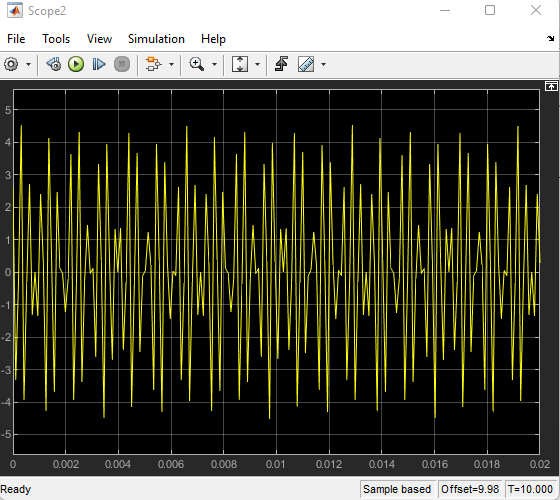 Scope2
File Tools View Simulation Help
5
4
3
2
1
0
-1
-2
-3
-4
-5
0 0.002 0.004 0.006 0.008 0.01 0.012 0.014 0.016 0.018 0.02
Ready Sample based Offset=9.98 T=10.000